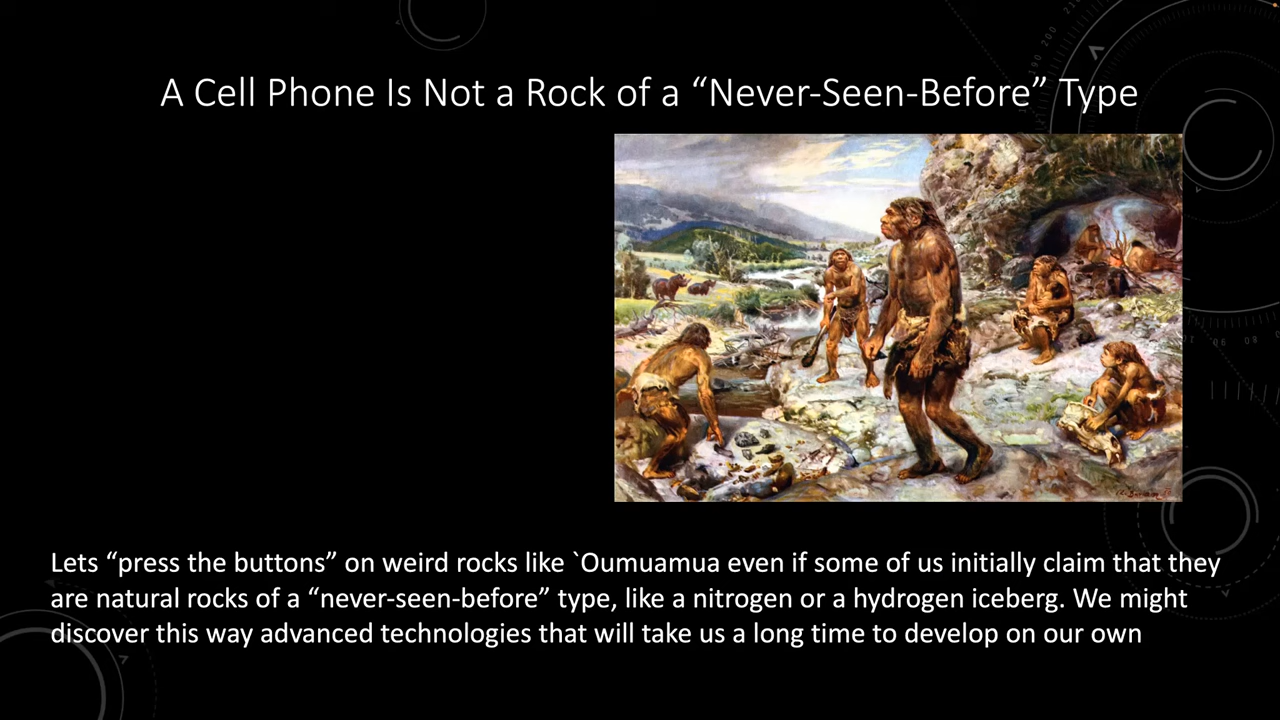 A Cell Phone Is Not a Rock of a “Never-Seen-Before” Type
Lets “press the buttons” on weird rocks like `Oumuamua even if some of us initially claim that they
are natural rocks of a “never-seen-before” type, like a nitrogen or a hydrogen iceberg. We might
discover this way advanced technologies that will take us a long time to develop on our own